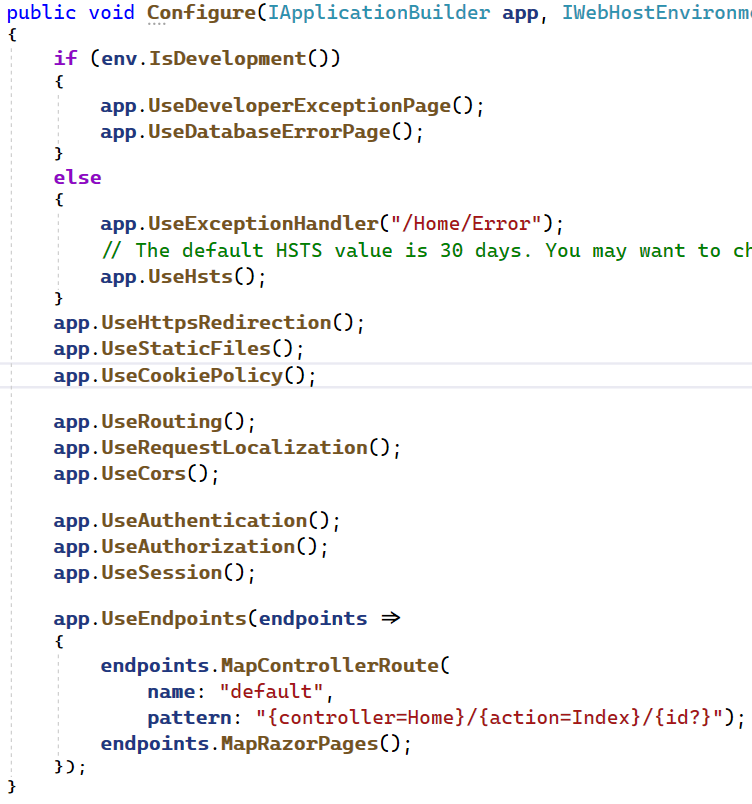 public void Configure(IApplicationBuilder app, IWebHostEnvironme
{
if (env.IsDevelopment())
{
app.UseDeveloperExceptionPage();
app.UseDatabaseErrorPage();
}
else
{
app.UseExceptionHandler("/Home/Error");
// The default HSTS value is 30 days. You may want to ch
app.UseHsts();
}
app.UseHttpsRedirection();
app.UseStaticFiles();
app.UseCookiePolicy();
app.UseRouting();
app.UseRequestLocalization();
app.UseCors();
app.UseAuthentication();
app.UseAuthorization();
app.UseSession();
app.UseEndpoints(endpoints =>
{
endpoints.MapControllerRoute(
name: "default",
pattern: "{controller=Home}/{action=Index}/{id?}");
endpoints.MapRazorPages();
});
}